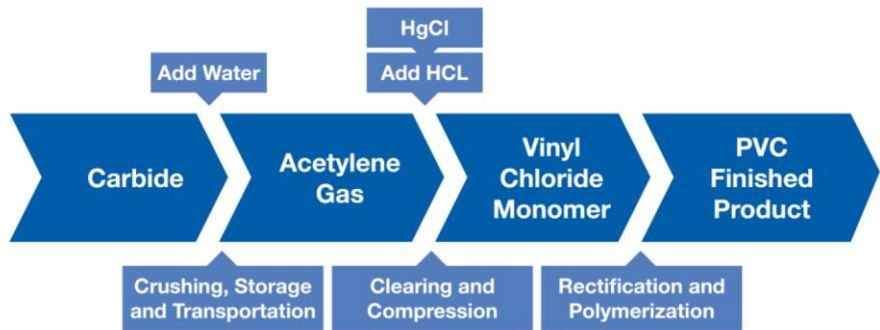 HgCl
Add Water
Add HCL
Carbide
Acetylene
Gas
Vinyl
Chloride
Monomer
PVC
Finished
Product
Crushing, Storage
and Transportation
Clearing and
Compression
Rectification and
Polymerization